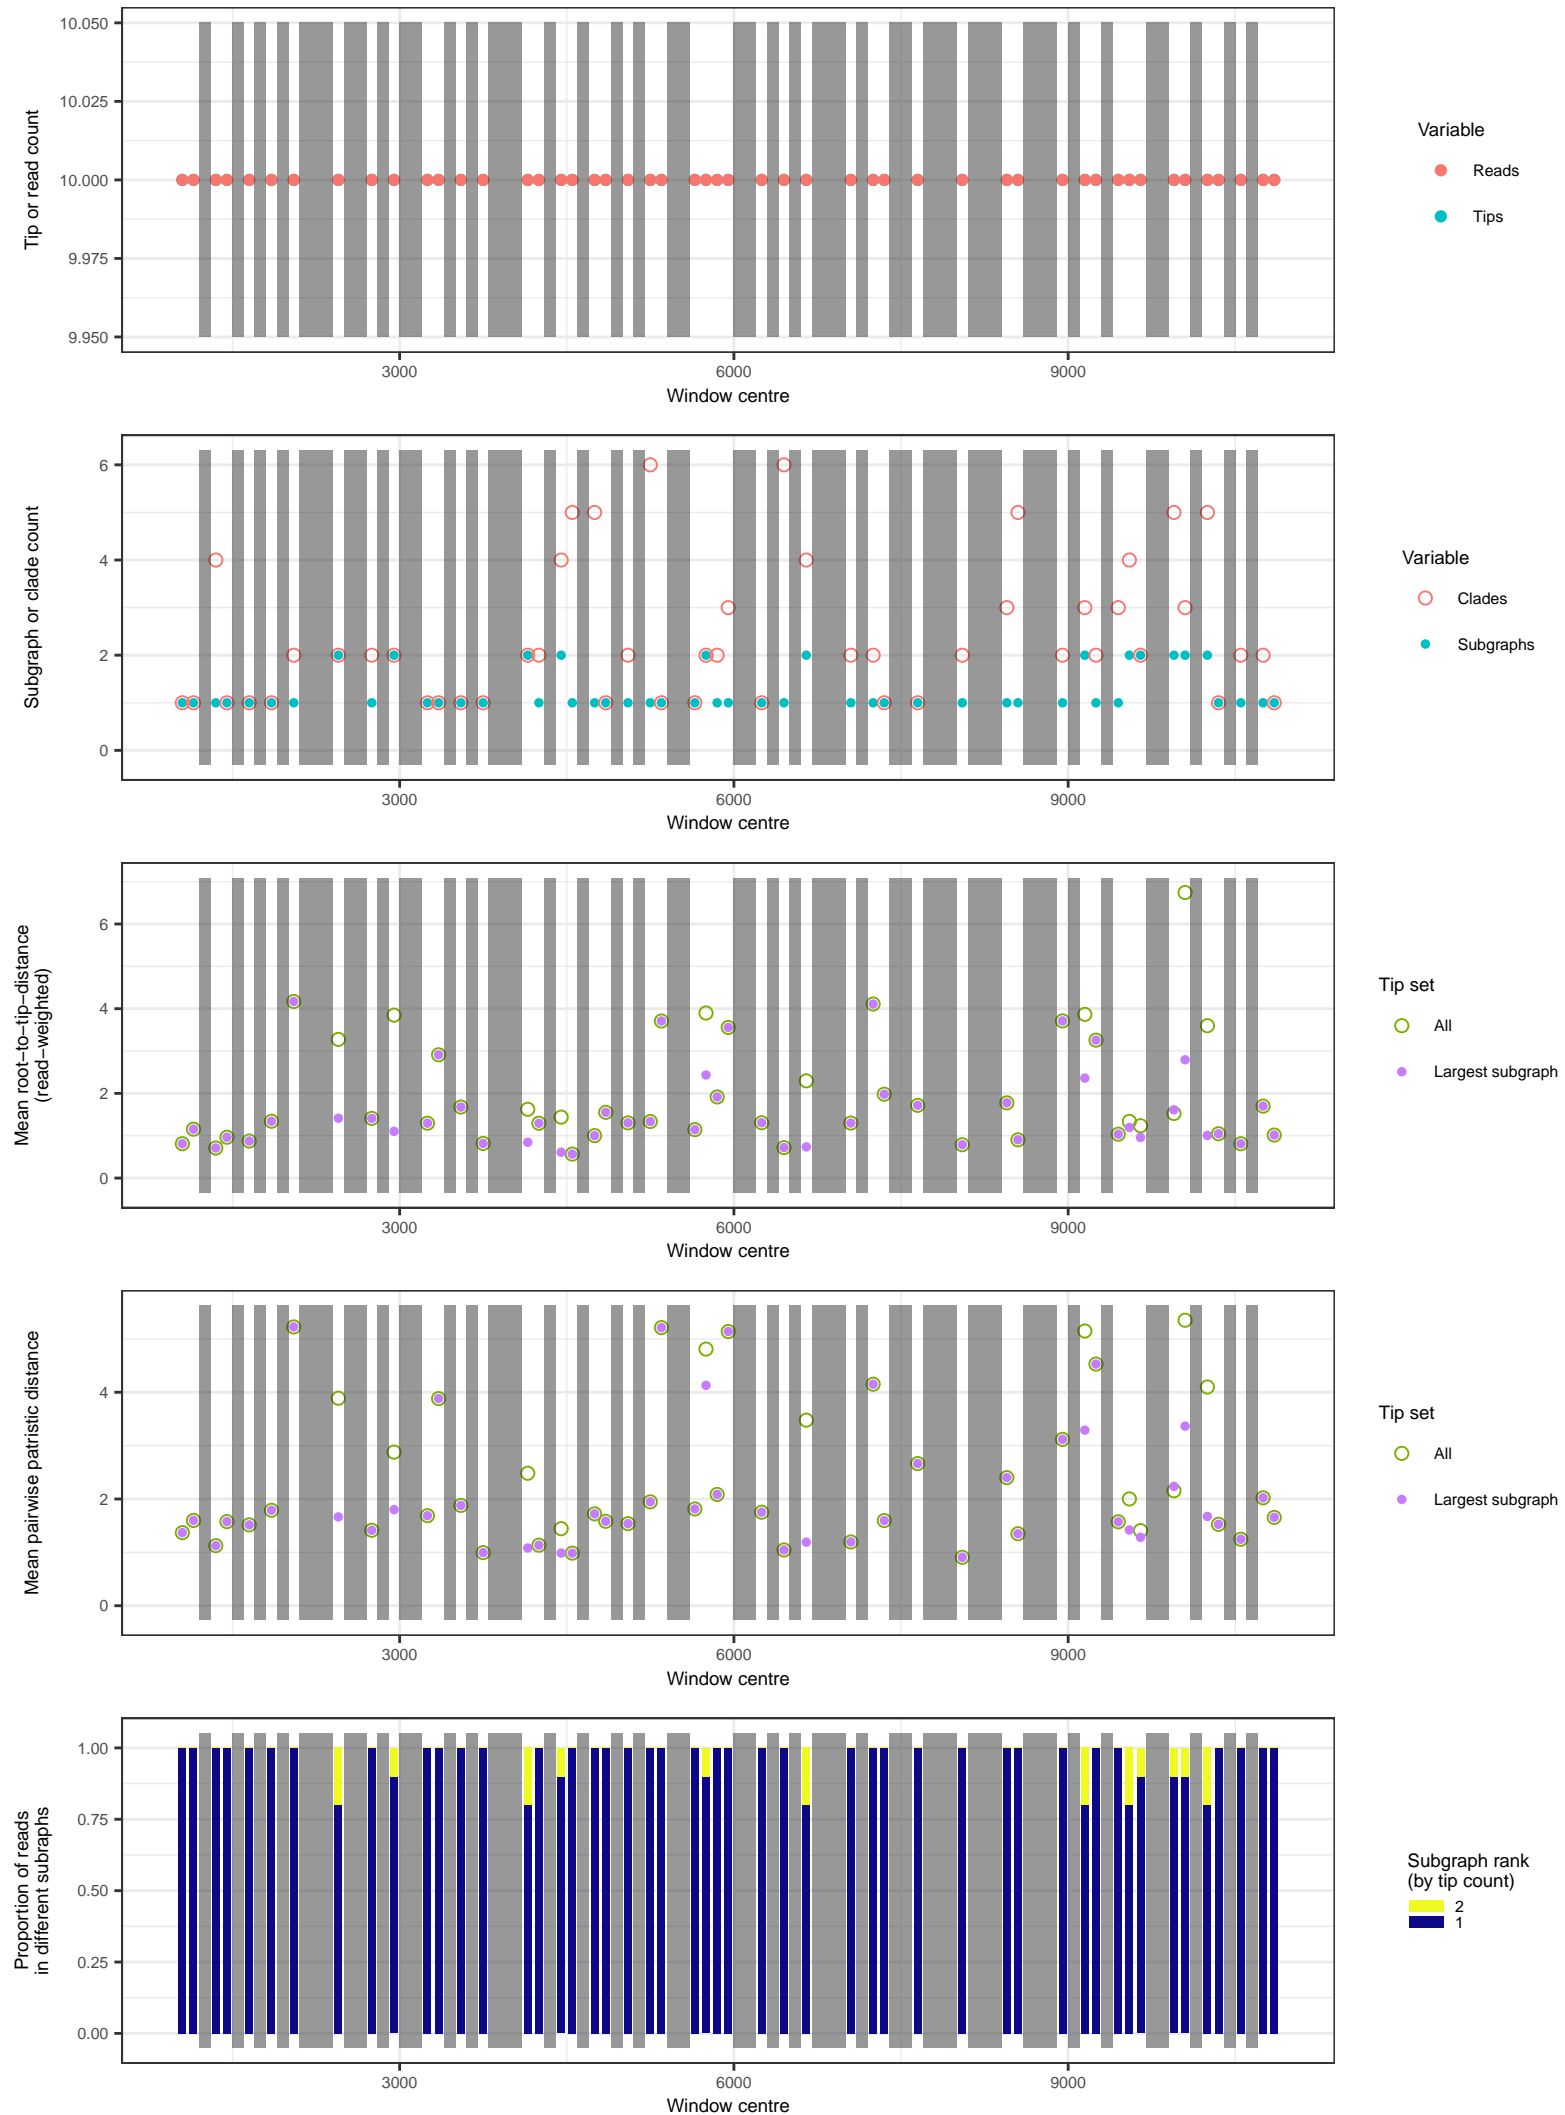 10.050
10.025
10.000
9.975
9.950
Tip or read count
3000
6000
9000
Window centre
Variable
Reads
Tips
6
4
2
0
Subgraph or clade count
3000
6000
9000
Window centre
Variable
Clades
Subgraphs
6
4
2
0
Mean root−to−tip−distance
(read−weighted)
3000
6000
9000
Window centre
Tip set
All
Largest subgraph
4
2
0
Mean pairwise patristic distance
3000
6000
9000
Window centre
Tip set
All
Largest subgraph
1.00
0.75
0.50
0.25
0.00
Proportion of reads
in different subraphs
3000
6000
9000
Window centre
Subgraph rank
(by tip count)
2
1